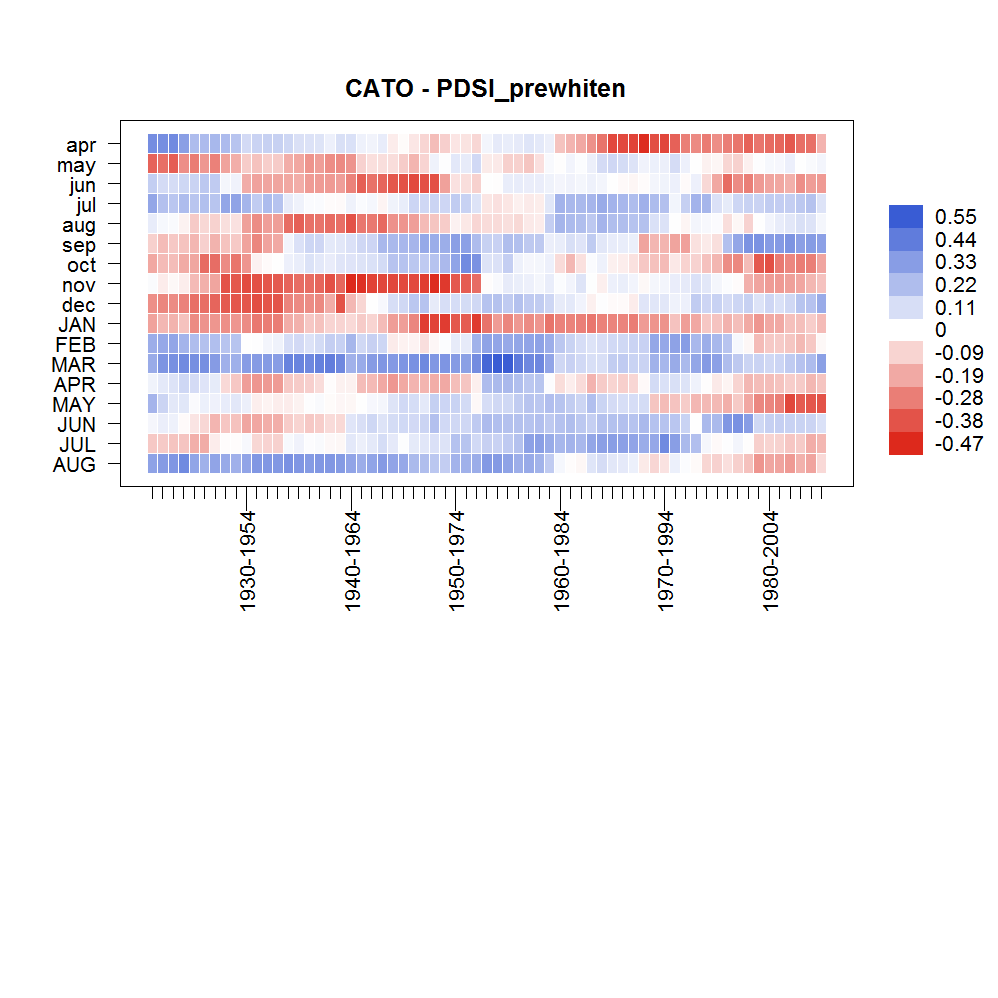 CATO - PDSI_prewhiten
apr
may
jun
jul
aug
sep
oct
nov
dec
JAN
FEB
MAR
APR
MAY
JUN
JUL
AUG
1930-1954
1940-1964
1950-1974
1960-1984
1970-1994
1980-2004
0.55
0.44
0.33
0.22
0.11
0
-0.09
-0.19
-0.28
-0.38
-0.47